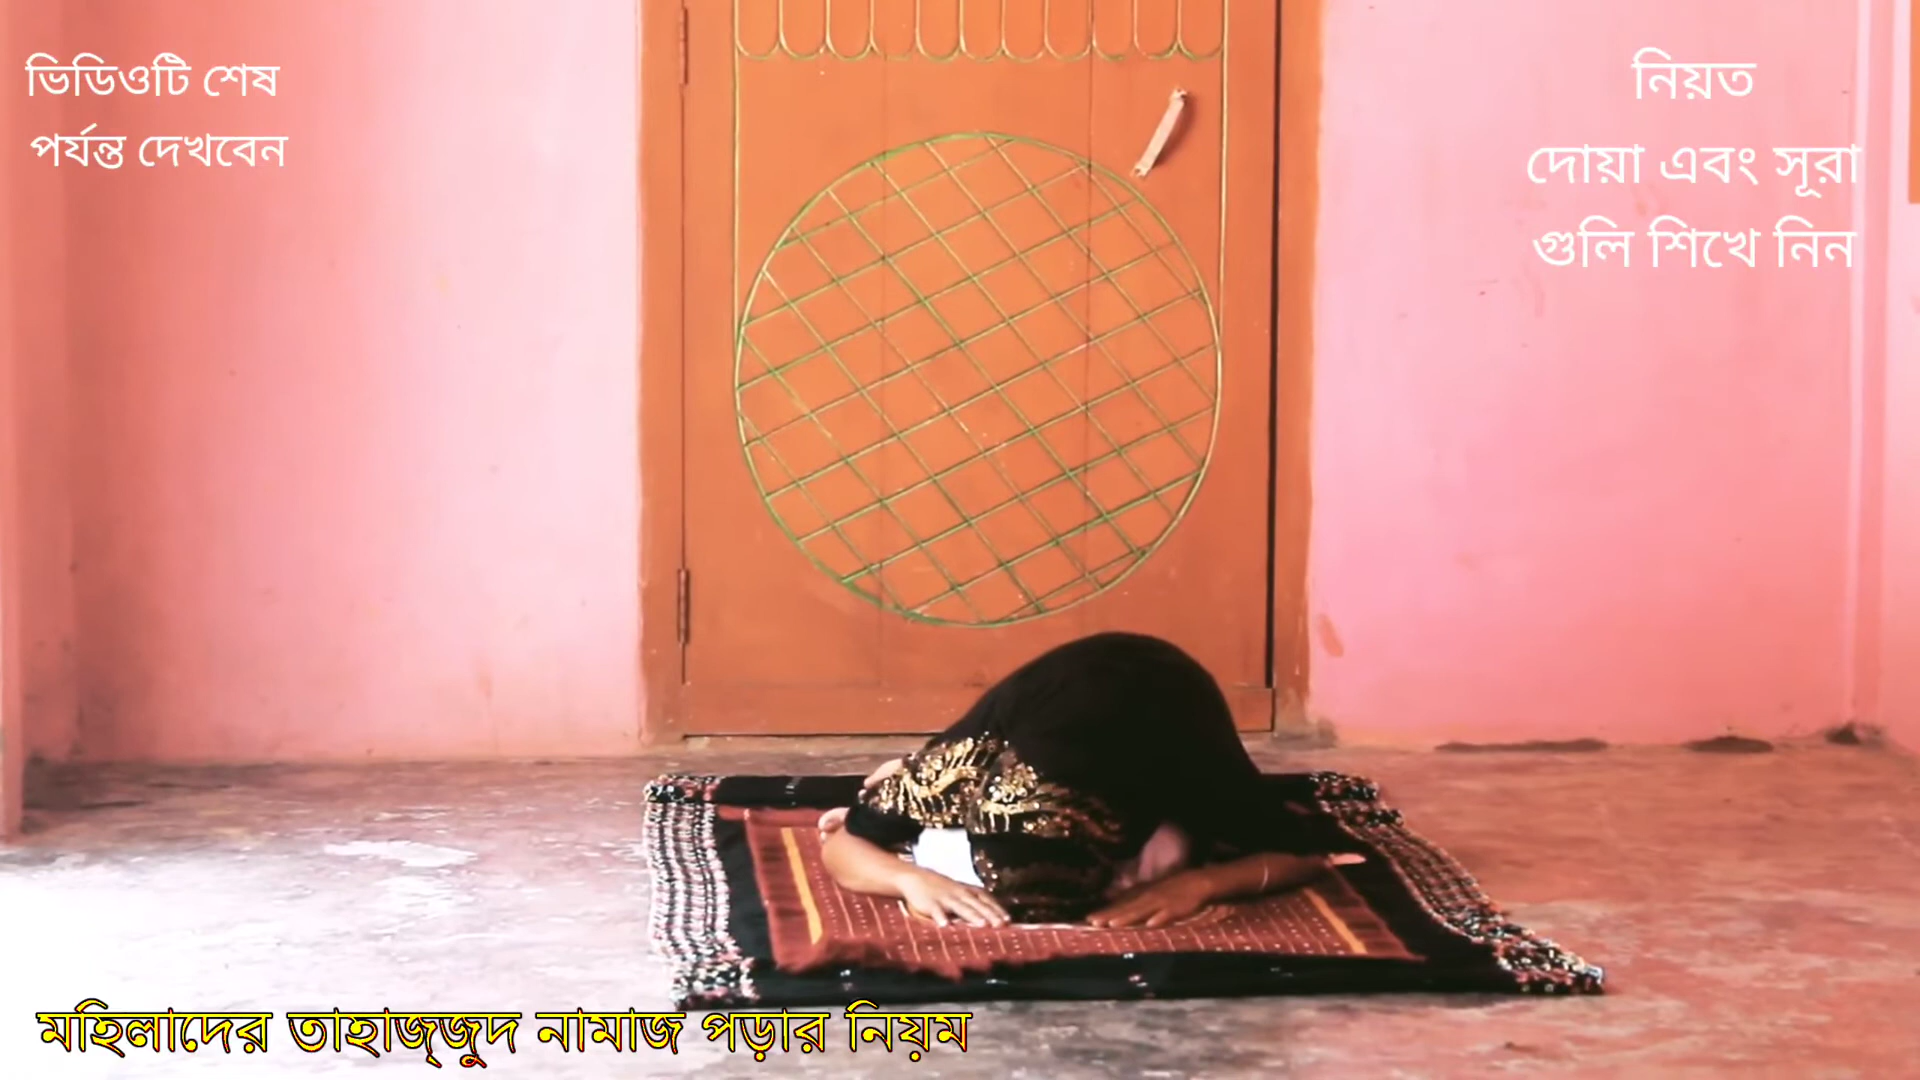 ভিডিওটি শেষ
পর্যন্ত দেখবেন
নিয়ত
দোয়া এবং সূরা
গুলি শিখে নিন
মহিলাদের তাহাজ্জুদ নামাজ পড়ার নিয়ম